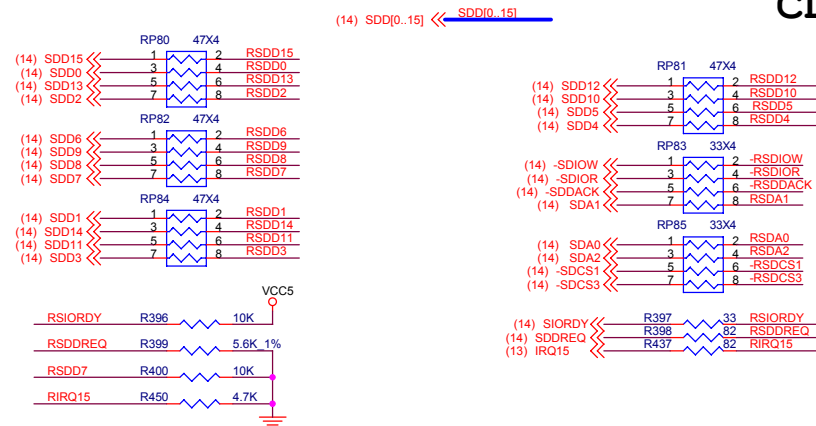 (14) SDD[0..15] SDD[0..15]
RP80 47X4
(14) SDD15 1 2 RSDD15
(14) SDD0 3 4 RSDD0
(14) SDD13 5 6 RSDD13
(14) SDD2 7 8 RSDD2
RP82 47X4
(14) SDD6 1 2 RSDD6
(14) SDD9 3 4 RSDD9
(14) SDD8 5 6 RSDD8
(14) SDD7 7 8 RSDD7
RP84 47X4
(14) SDD1 1 2 RSDD1
(14) SDD14 3 4 RSDD14
(14) SDD11 5 6 RSDD11
(14) SDD3 7 8 RSDD3
VCC5
RSIORDY R396 10K
RSDDREQ R399 5.6K_1%
RSDD7 R400 10K
RIRQ15 R450 4.7K
RP81 47X4
(14) SDD12 1 2 RSDD12
(14) SDD10 3 4 RSDD10
(14) SDD5 5 6 RSDD5
(14) SDD4 7 8 RSDD4
RP83 33X4
(14) -SDIOW 1 2 -RSDIOW
(14) -SDIOR 3 4 -RSDIOR
(14) -SDDACK 5 6 -RSDDACK
(14) SDA1 7 8 RSDA1
RP85 33X4
(14) SDA0 1 2 RSDA0
(14) SDA2 3 4 RSDA2
(14) -SDCS1 5 6 -RSDCS1
(14) -SDCS3 7 8 -RSDCS3
(14) SIORDY R397 33 RSIORDY
(14) SDDREQ R398 82 RSDDREQ
(13) IRQ15 R437 82 RIRQ15